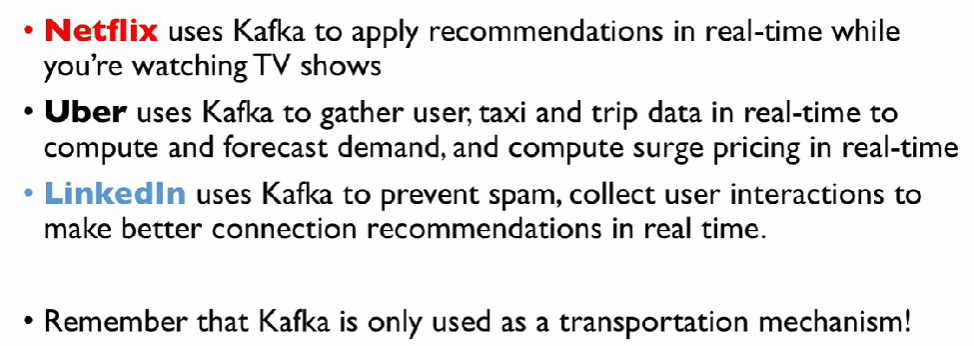 • Netflix uses Kafka to apply recommendations in real-time while
you're watching TV shows
• Uber uses Kafka to gather user, taxi and trip data in real-time to
compute and forecast demand, and compute surge pricing in real-time
• LinkedIn uses Kafka to prevent spam, collect user interactions to
make better connection recommendations in real time.
• Remember that Kafka is only used as a transportation mechanism!